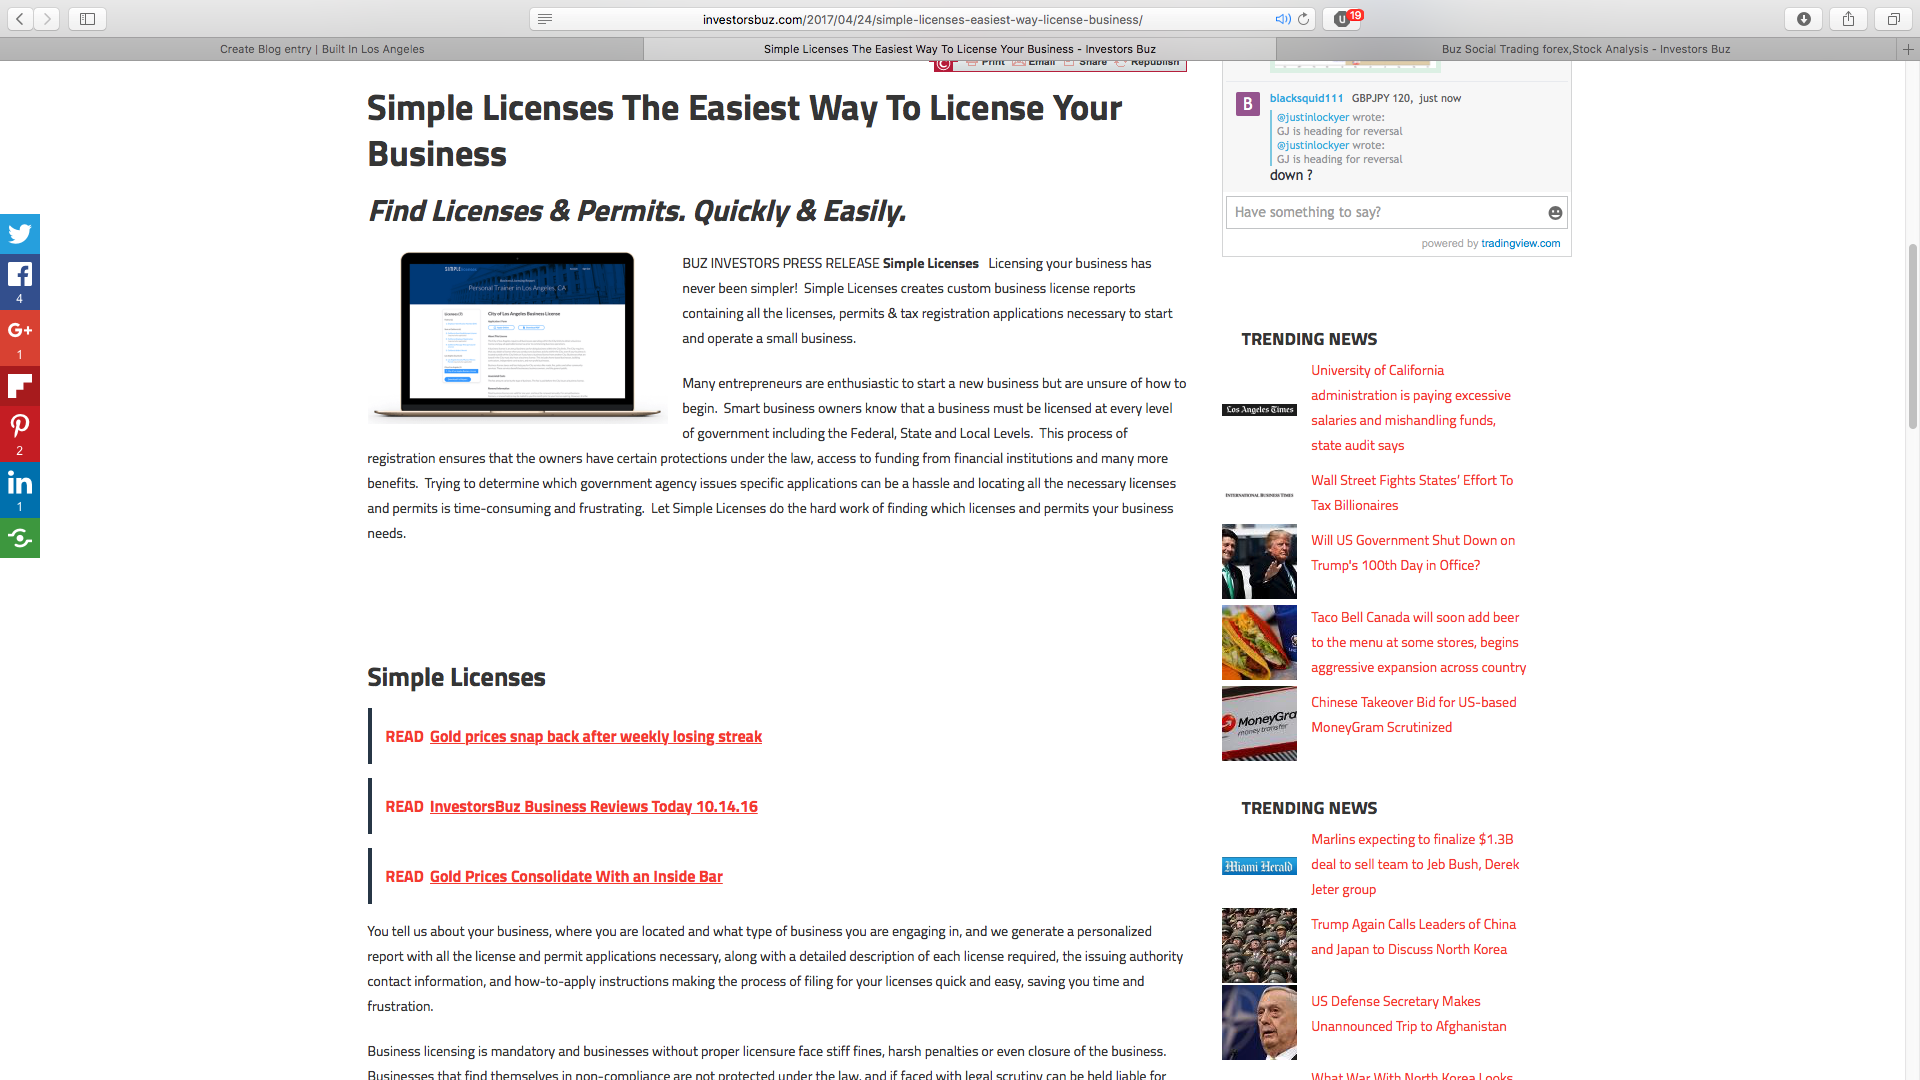 investorsbuz.com/2017/04/24/simple-licenses-easiest-way-license-business/
19
Create Blog entry | Built In Los Angeles
Simple Licenses The Easiest Way To License Your Business - Investors Buz
Buz Social Trading forex,Stock Analysis - Investors Buz
Print Email Share Republish
Simple Licenses The Easiest Way To License Your
Business
Find Licenses & Permits. Quickly & Easily.
SIMPLE
Personal Trainer in Los Angeles, CA
City of Los Angeles Business License
BUZ INVESTORS PRESS RELEASE Simple Licenses Licensing your business has
never been simpler! Simple Licenses creates custom business license reports
containing all the licenses, permits & tax registration applications necessary to start
and operate a small business.
Many entrepreneurs are enthusiastic to start a new business but are unsure of how to
begin. Smart business owners know that a business must be licensed at every level
of government including the Federal, State and Local Levels. This process of
registration ensures that the owners have certain protections under the law, access to funding from financial institutions and many more
benefits. Trying to determine which government agency issues specific applications can be a hassle and locating all the necessary licenses
and permits is time-consuming and frustrating. Let Simple Licenses do the hard work of finding which licenses and permits your business
needs.
Simple Licenses
READ Gold prices snap back after weekly losing streak
READ InvestorsBuz Business Reviews Today 10.14.16
READ Gold Prices Consolidate With an Inside Bar
You tell us about your business, where you are located and what type of business you are engaging in, and we generate a personalized
report with all the license and permit applications necessary, along with a detailed description of each license required, the issuing authority
contact information, and how-to-apply instructions making the process of filing for your licenses quick and easy, saving you time and
frustration.
Business licensing is mandatory and businesses without proper licensure face stiff fines, harsh penalties or even closure of the business.
Businesses that find themselves in non-compliance are not protected under the law, and if faced with legal scrutiny can be held liable for
4
G+
1
2
in
1
B
blacksquid111 GBPJPY 120, just now
@justinlockyer wrote:
GJ is heading for reversal
@justinlockyer wrote:
GJ is heading for reversal
down ?
Have something to say?
powered by tradingview.com
TRENDING NEWS
Los Angeles Times
University of California
administration is paying excessive
salaries and mishandling funds,
state audit says
INTERNATIONAL BUSINESS TIMES
Wall Street Fights States' Effort To
Tax Billionaires
Will US Government Shut Down on
Trump's 100th Day in Office?
Taco Bell Canada will soon add beer
to the menu at some stores, begins
aggressive expansion across country
MoneyGra
money transfer
Chinese Takeover Bid for US-based
MoneyGram Scrutinized
TRENDING NEWS
Miami Herald
Marlins expecting to finalize $1.3B
deal to sell team to Jeb Bush, Derek
Jeter group
Trump Again Calls Leaders of China
and Japan to Discuss North Korea
US Defense Secretary Makes
Unannounced Trip to Afghanistan
What War With North Korea Looks